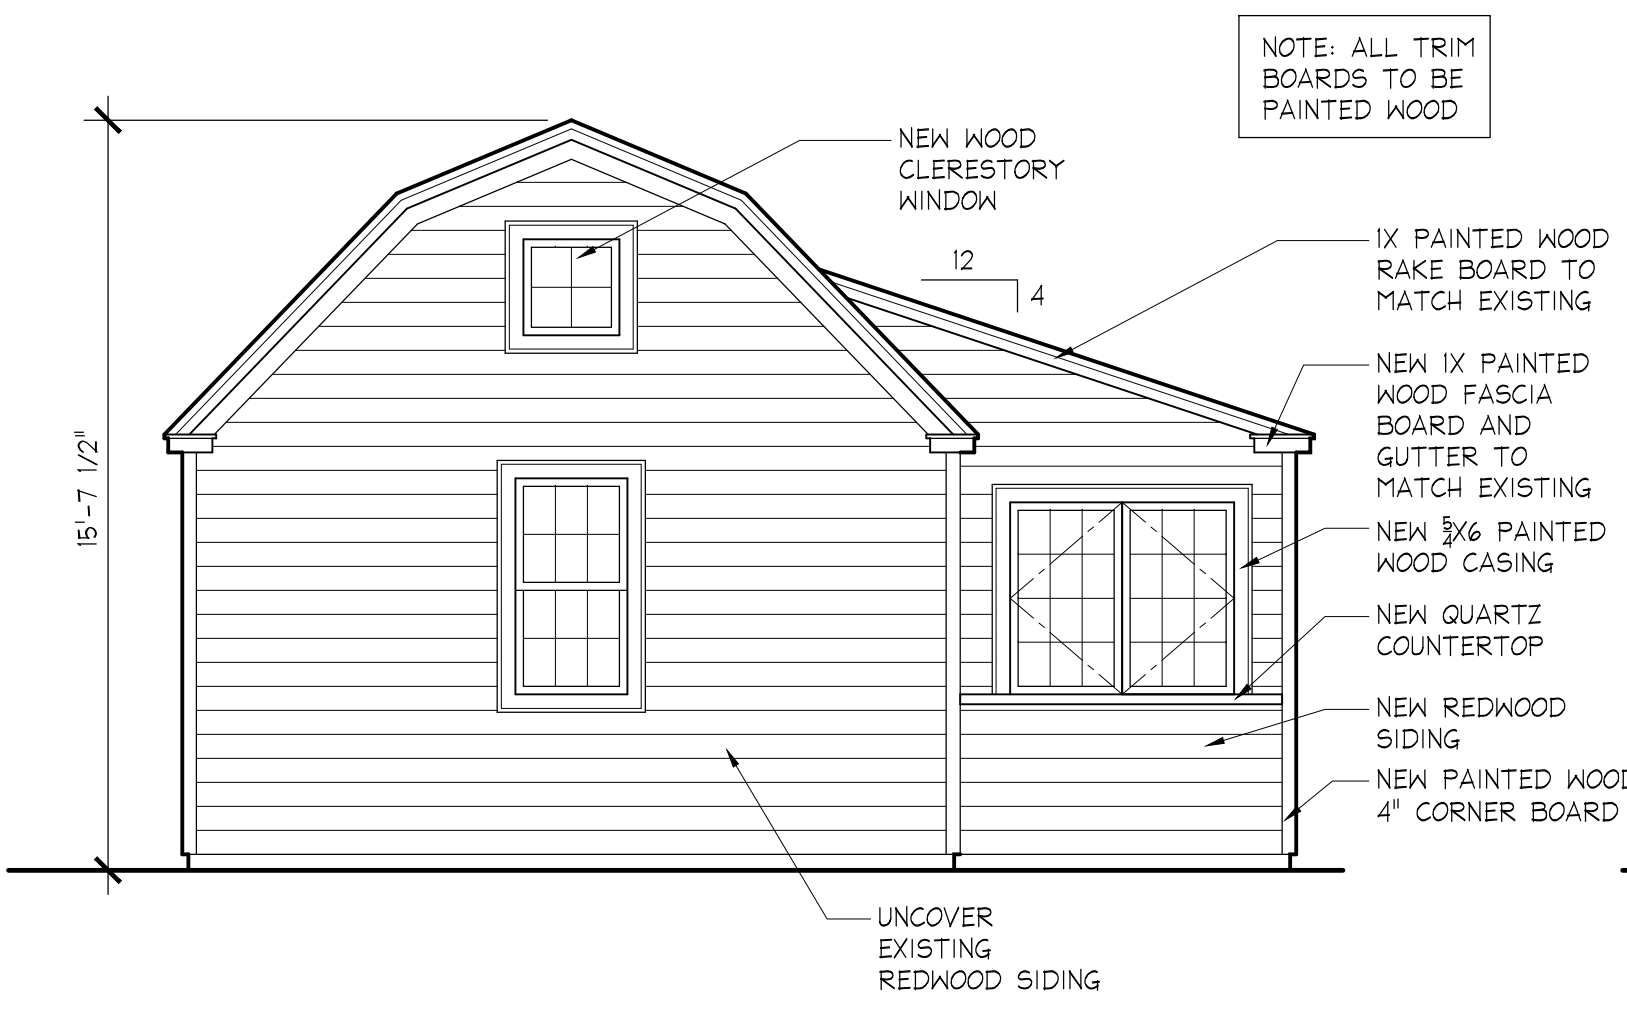 NOTE: ALL TRIM
BOARDS TO BE
PAINTED WOOD
NEW WOOD
CLERESTORY
WINDOW
12
4
1X PAINTED WOOD
RAKE BOARD TO
MATCH EXISTING
NEW 1X PAINTED
WOOD FASCIA
BOARD AND
GUTTER TO
MATCH EXISTING
15'-7 1/2"
NEW 5/4X6 PAINTED
WOOD CASING
NEW QUARTZ
COUNTERTOP
NEW REDWOOD
SIDING
NEW PAINTED WOOD
4" CORNER BOARD
UNCOVER
EXISTING
REDWOOD SIDING